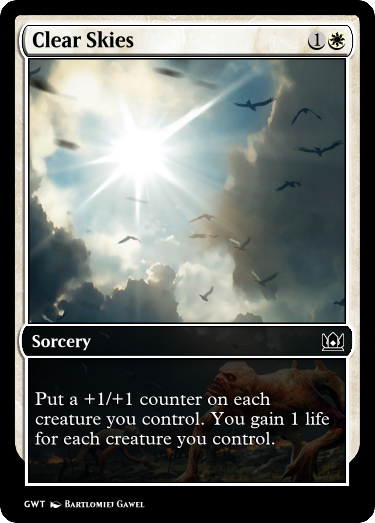 Clear Skies 1
Sorcery
Put a +1/+1 counter on each
creature you control. You gain 1 life
for each creature you control.
GWT Bartlomiej Gawel